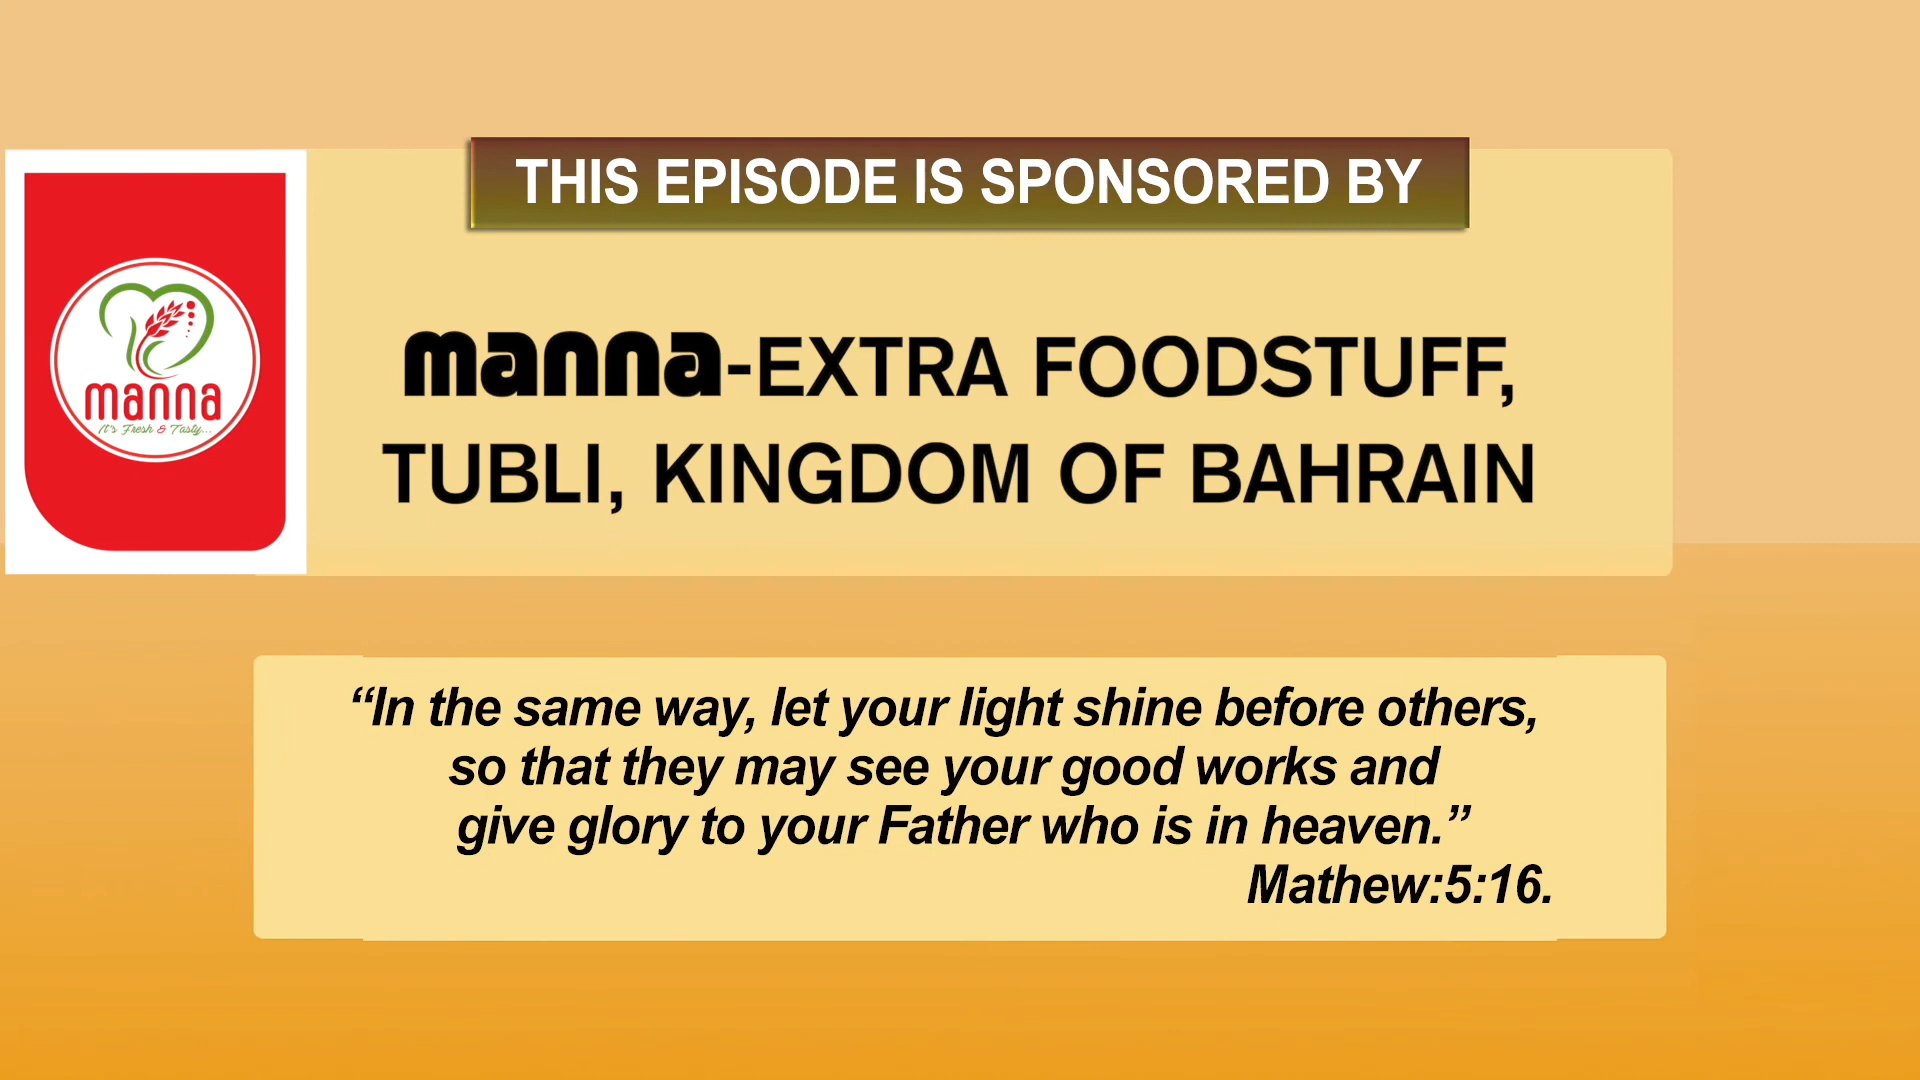 THIS EPISODE IS SPONSORED BY
manna
It's Fresh & Tasty...
manna-EXTRA FOODSTUFF,
TUBLI, KINGDOM OF BAHRAIN
“In the same way, let your light shine before others,
so that they may see your good works and
give glory to your Father who is in heaven.”
Mathew:5:16.